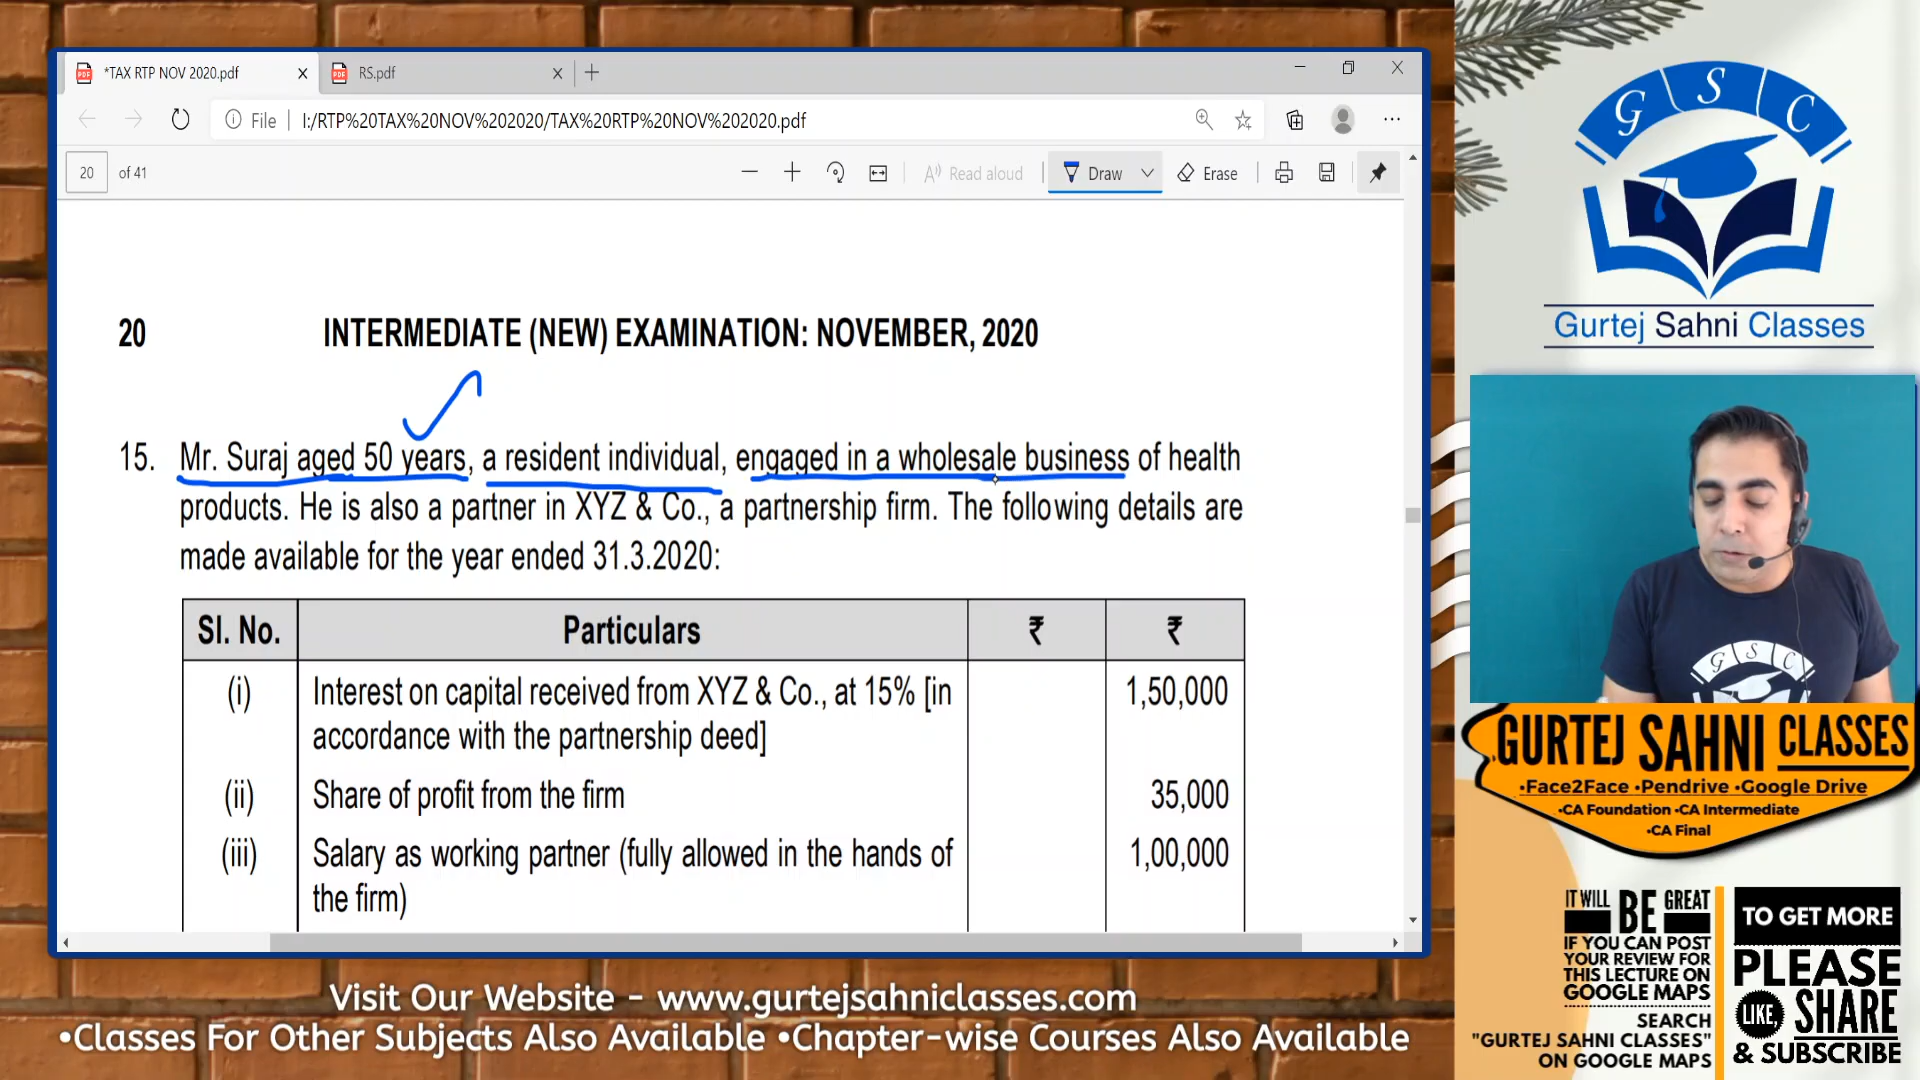 *TAX RTP NOV 2020.pdf
RS.pdf
File
I:/RTP%20TAX%20NOV%202020/TAX%20RTP%20NOV%202020.pdf
20 of 41
Read aloud
Draw
Erase
20 INTERMEDIATE (NEW) EXAMINATION: NOVEMBER, 2020
15. Mr. Suraj aged 50 years, a resident individual, engaged in a wholesale business of health
products. He is also a partner in XYZ & Co., a partnership firm. The following details are
made available for the year ended 31.3.2020:
Sl. No. Particulars ₹ ₹
(i) Interest on capital received from XYZ & Co., at 15% [in 1,50,000
accordance with the partnership deed]
(ii) Share of profit from the firm 35,000
(iii) Salary as working partner (fully allowed in the hands of 1,00,000
the firm)
G S C
Gurtej Sahni Classes
G S C
GURTEJ SAHNI CLASSES
•Face2Face •Pendrive •Google Drive
•CA Foundation •CA Intermediate
•CA Final
IT WILL BE GREAT
IF YOU CAN POST
YOUR REVIEW FOR
THIS LECTURE ON
GOOGLE MAPS
SEARCH
"GURTEJ SAHNI CLASSES"
ON GOOGLE MAPS
TO GET MORE
PLEASE
LIKE, SHARE
& SUBSCRIBE
Visit Our Website - www.gurtejsahniclasses.com
•Classes For Other Subjects Also Available •Chapter-wise Courses Also Available